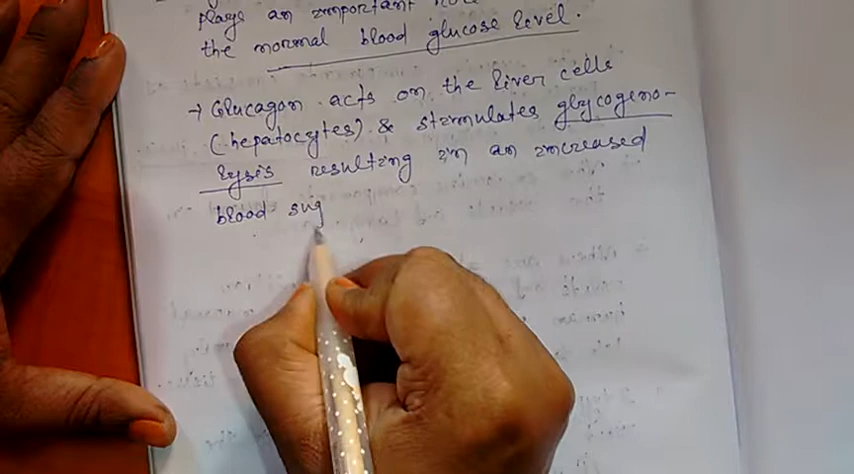 plays an important role
the normal blood glucose level.
→ Glucagon acts on the liver cells
(hepatocytes) & stimulates glycogeno-
lysis resulting in an increased
blood sug